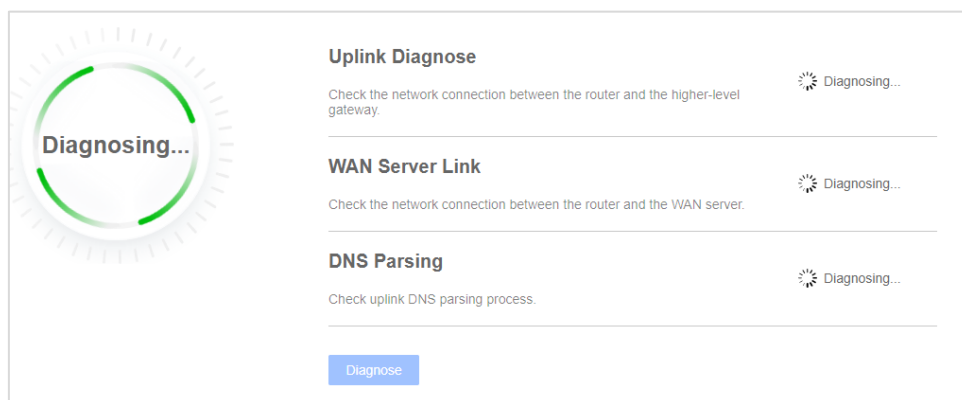 Diagnosing...
Uplink Diagnose
Check the network connection between the router and the higher-level
gateway.
Diagnosing...
WAN Server Link
Check the network connection between the router and the WAN server.
Diagnosing...
DNS Parsing
Check uplink DNS parsing process.
Diagnosing...
Diagnose